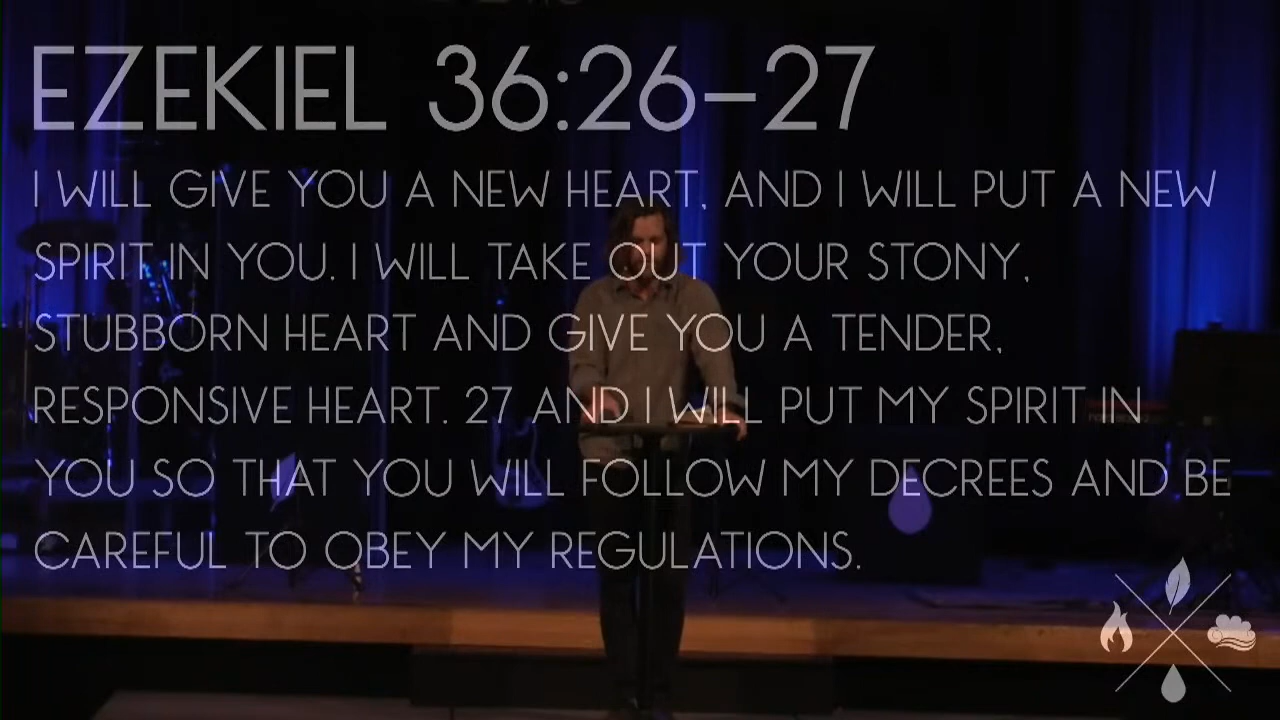 EZEKIEL 36:26-27
I WILL GIVE YOU A NEW HEART, AND I WILL PUT A NEW
SPIRIT IN YOU. I WILL TAKE OUT YOUR STONY,
STUBBORN HEART AND GIVE YOU A TENDER,
RESPONSIVE HEART. 27 AND I WILL PUT MY SPIRIT IN
YOU SO THAT YOU WILL FOLLOW MY DECREES AND BE
CAREFUL TO OBEY MY REGULATIONS.